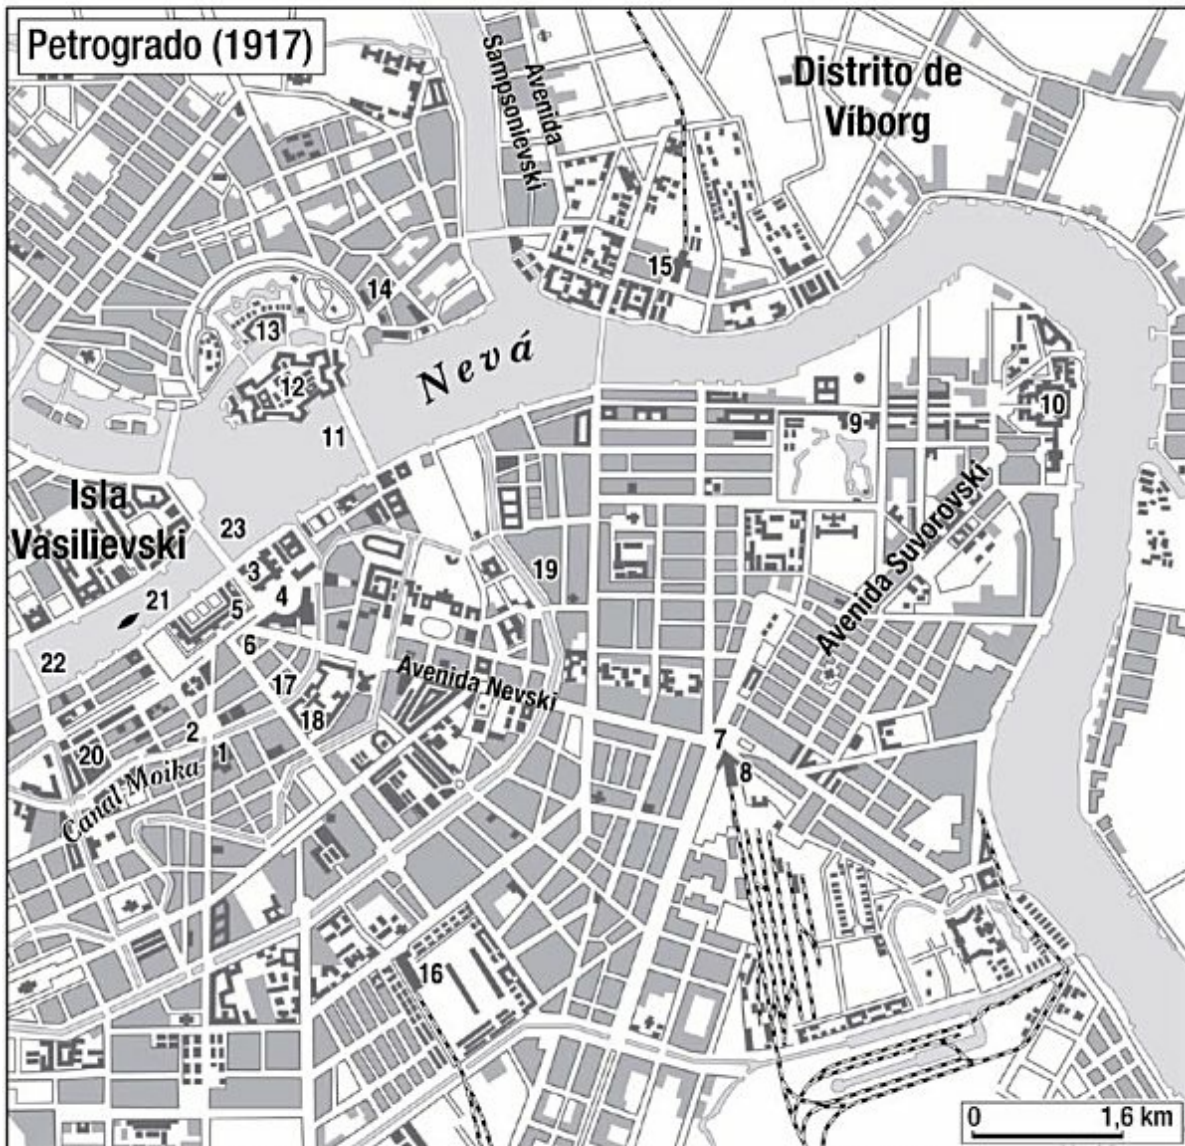 Petrogrado (1917)
Avenida
Sampsonievski
Distrito de
Víborg
15
14
13
Nevá
12
10
9
11
Isla
Vasilievski
23
Avenida Suvorovski
3
19
4
21
5
6
22
Avenida Nevski
17
18
2
7
20
1
8
Canal Moika
16
0 1,6 km